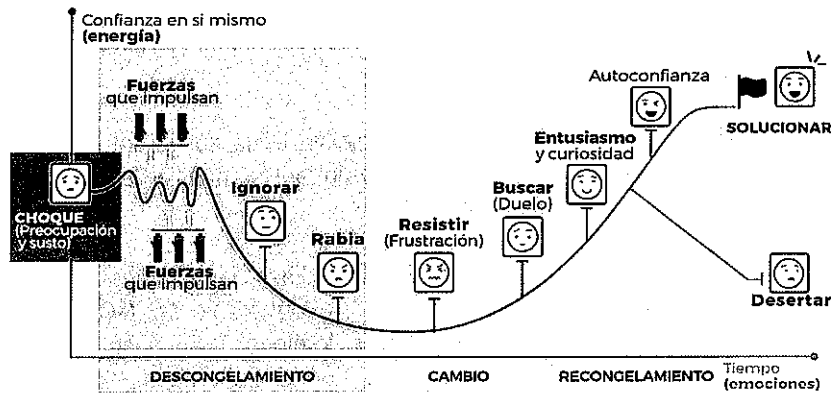 Confianza en si mismo
(energía)
Fuerzas
que impulsan
CHOQUE
(Preocupación
y susto)
Fuerzas
que impulsan
Ignorar
Rabia
Resistir
(Frustración)
Buscar
(Duelo)
Entusiasmo
y curiosidad
Autoconfianza
SOLUCIONAR
Desertar
DESCONGELAMIENTO
CAMBIO
RECONGELAMIENTO
Tiempo
(emociones)